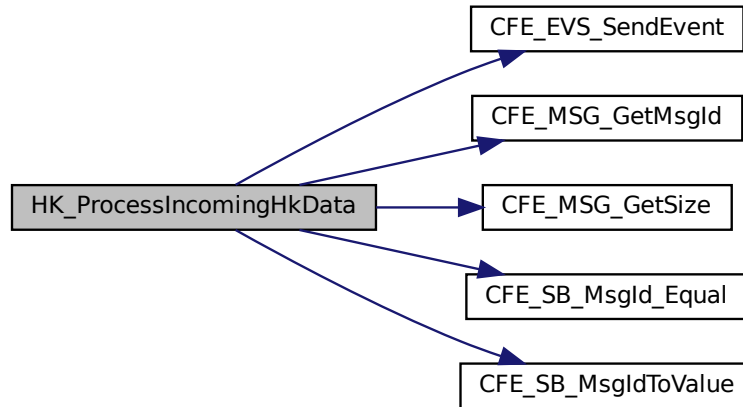 CFE_EVS_SendEvent
CFE_MSG_GetMsgId
HK_ProcessIncomingHkData
CFE_MSG_GetSize
CFE_SB_MsgId_Equal
CFE_SB_MsgIdToValue